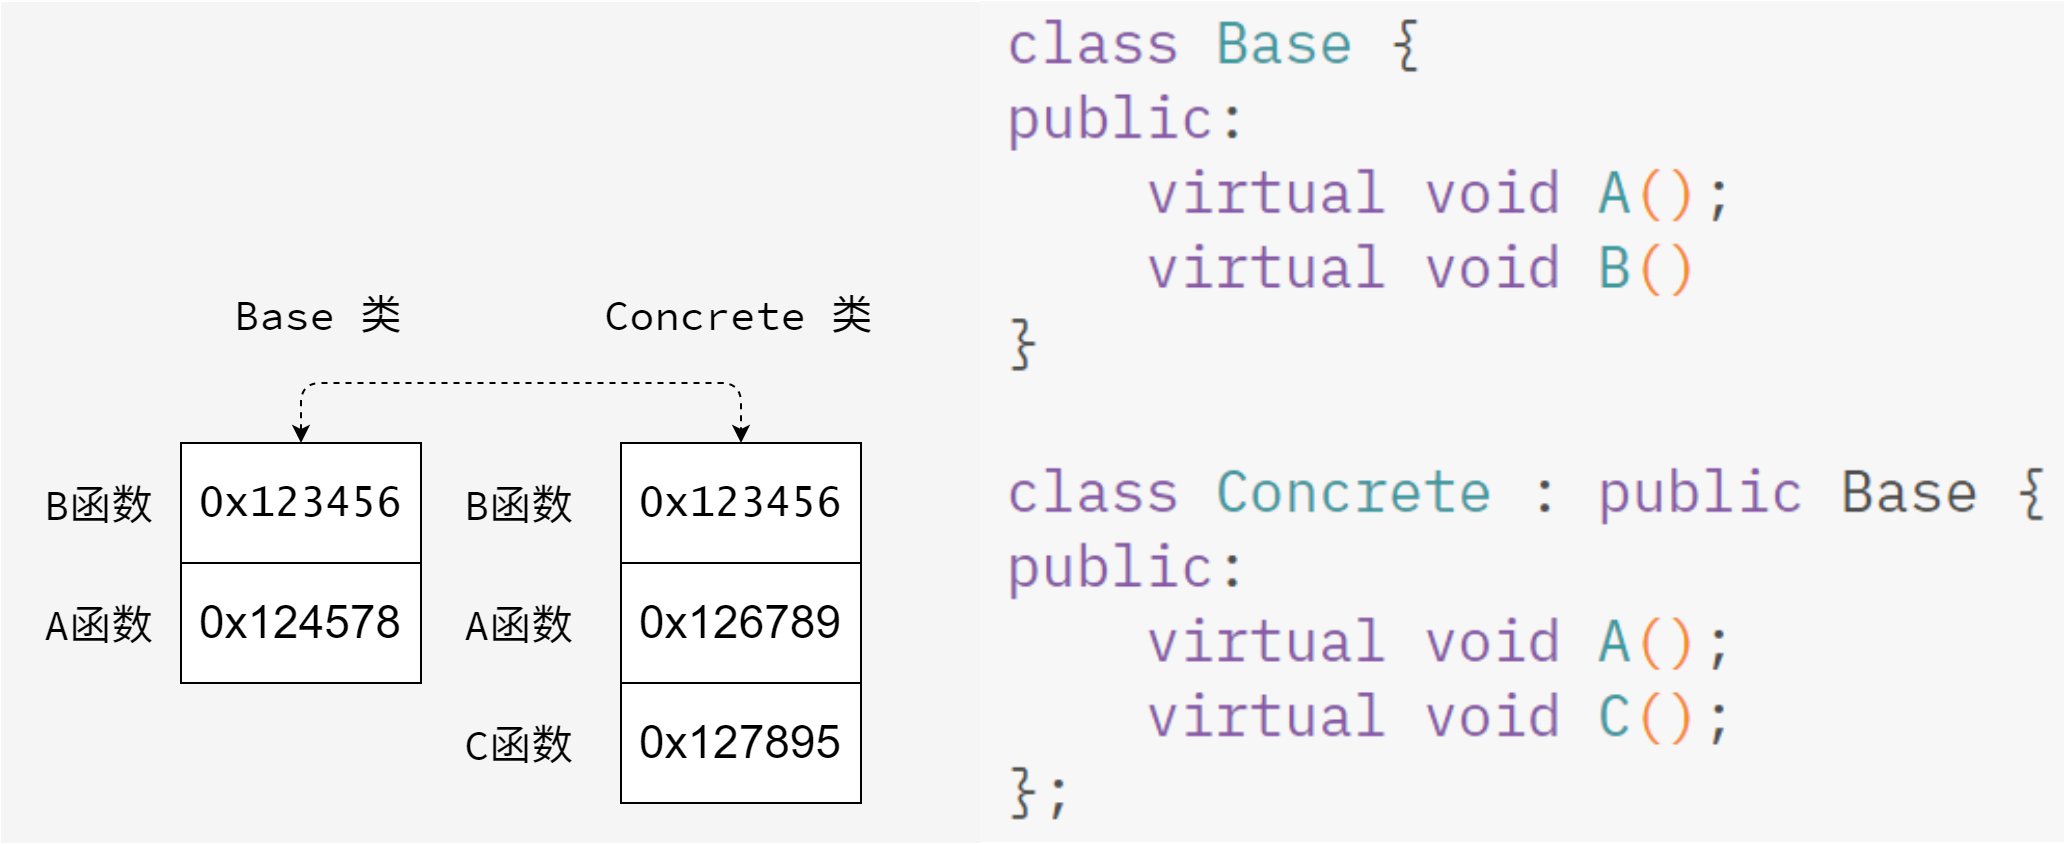 Base 类
Concrete 类
B函数
0x123456
B函数
0x123456
A函数
0x124578
A函数
0x126789
C函数
0x127895
class Base {
public:
    virtual void A();
    virtual void B()
}
class Concrete : public Base {
public:
    virtual void A();
    virtual void C();
};